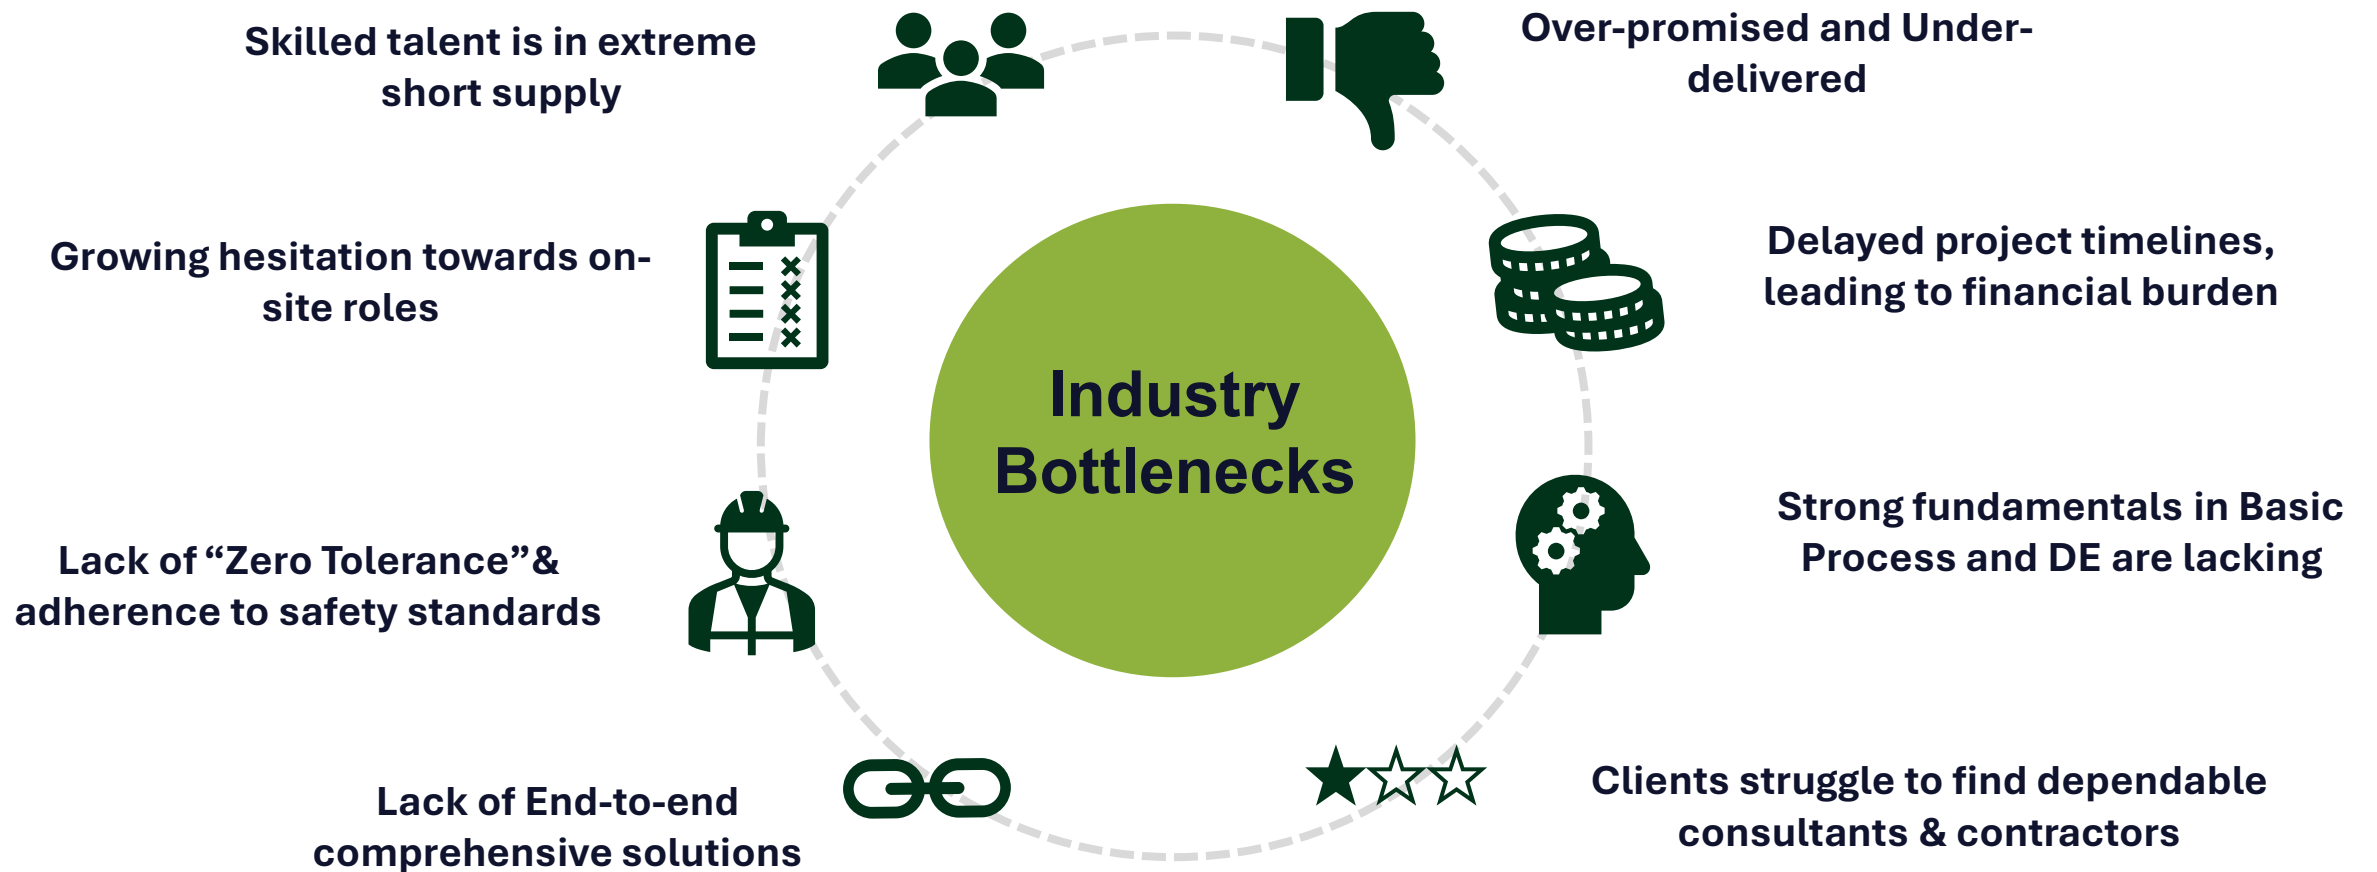 Skilled talent is in extreme
short supply
Over-promised and Under-
delivered
Growing hesitation towards on-
site roles
Delayed project timelines,
leading to financial burden
Industry
Bottlenecks
Lack of “Zero Tolerance”&
adherence to safety standards
Strong fundamentals in Basic
Process and DE are lacking
Lack of End-to-end
comprehensive solutions
Clients struggle to find dependable
consultants & contractors